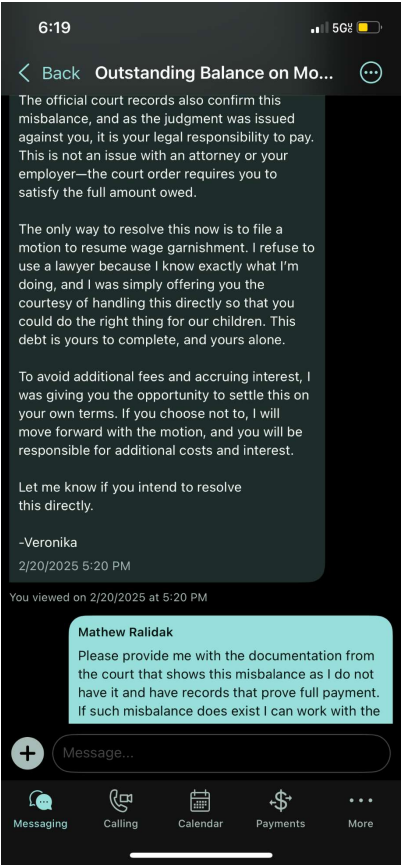 6:19
5G
Back Outstanding Balance on Mo...
The official court records also confirm this
misbalance, and as the judgment was issued
against you, it is your legal responsibility to pay.
This is not an issue with an attorney or your
employer—the court order requires you to
satisfy the full amount owed.
The only way to resolve this now is to file a
motion to resume wage garnishment. I refuse to
use a lawyer because I know exactly what I'm
doing, and I was simply offering you the
courtesy of handling this directly so that you
could do the right thing for our children. This
debt is yours to complete, and yours alone.
To avoid additional fees and accruing interest, I
was giving you the opportunity to settle this on
your own terms. If you choose not to, I will
move forward with the motion, and you will be
responsible for additional costs and interest.
Let me know if you intend to resolve
this directly.
-Veronika
2/20/2025 5:20 PM
You viewed on 2/20/2025 at 5:20 PM
Mathew Ralidak
Please provide me with the documentation from
the court that shows this misbalance as I do not
have it and have records that prove full payment.
If such misbalance does exist I can work with the
Message...
Messaging Calling Calendar Payments More